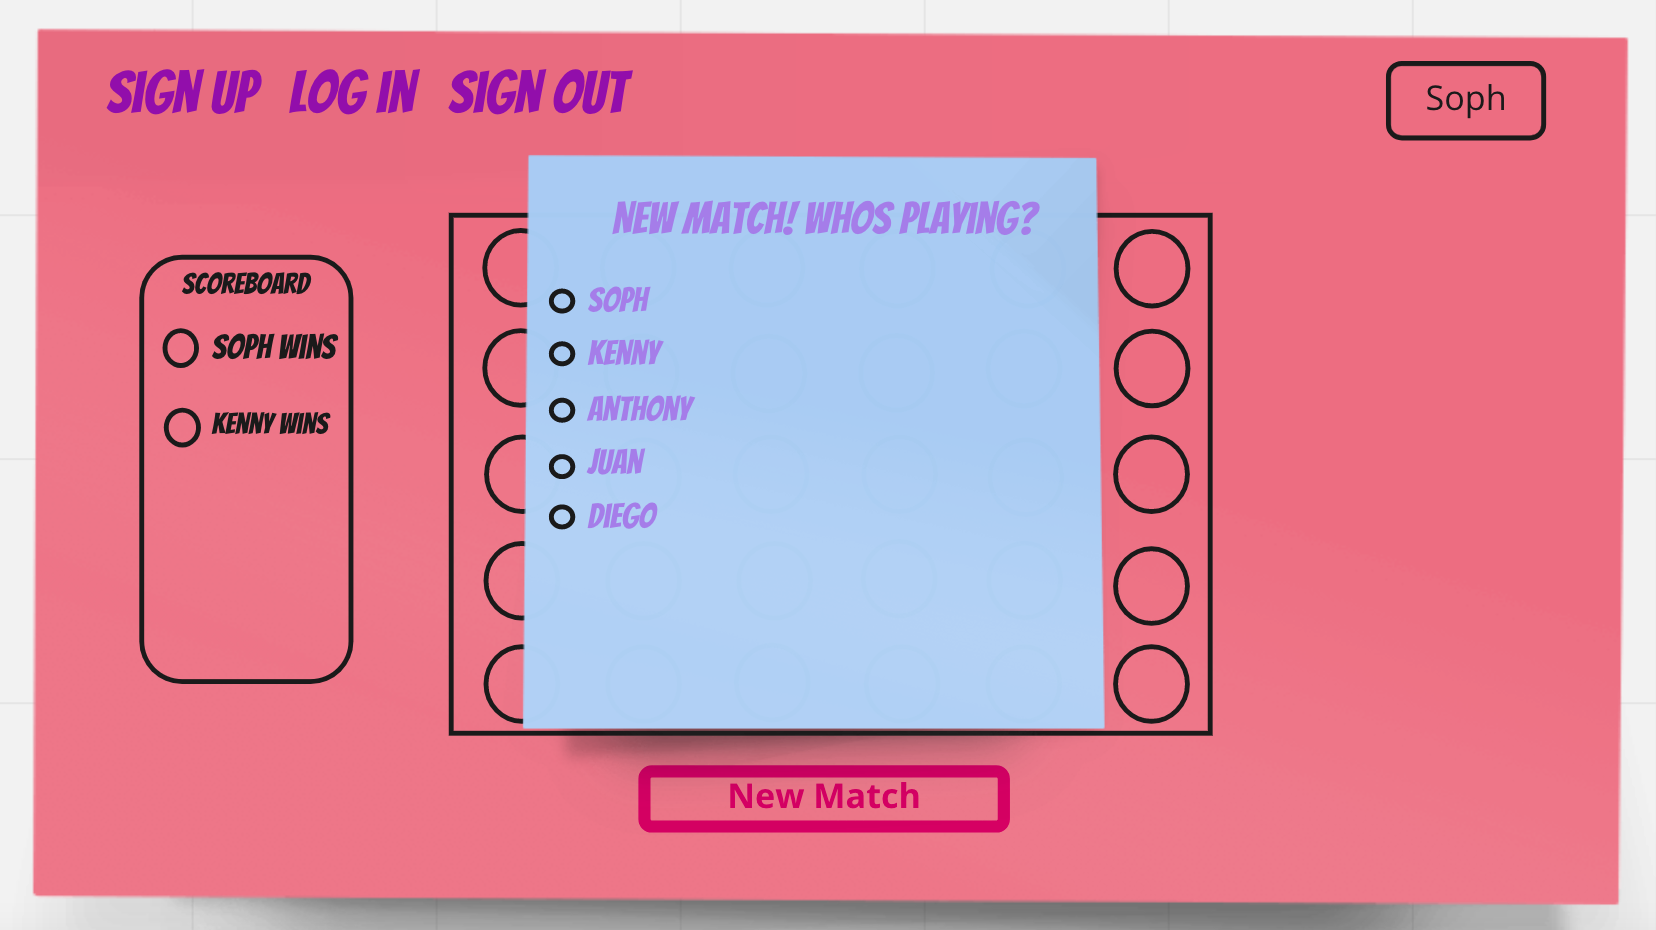 SIGN UP LOG IN SIGN OUT
Soph
NEW MATCH! WHOS PLAYING?
SOPH
KENNY
ANTHONY
JUAN
DIEGO
SCOREBOARD
SOPH WINS
KENNY WINS
New Match